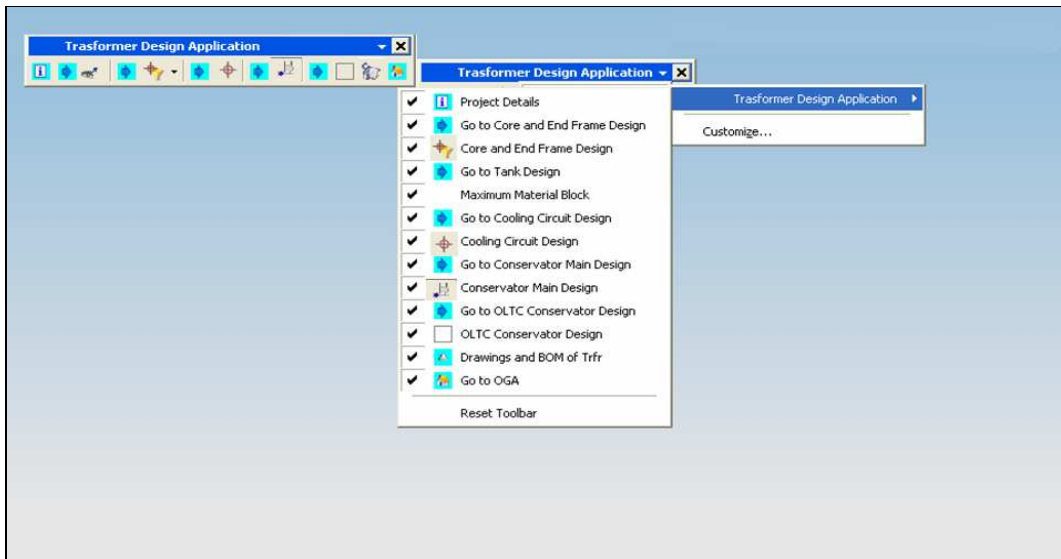 Trasformer Design Application
Trasformer Design Application
Trasformer Design Application
Customize...
Project Details
Go to Core and End Frame Design
Core and End Frame Design
Go to Tank Design
Maximum Material Block
Go to Cooling Circuit Design
Cooling Circuit Design
Go to Conservator Main Design
Conservator Main Design
Go to OLTC Conservator Design
OLTC Conservator Design
Drawings and BOM of Trfr
Go to OGA
Reset Toolbar